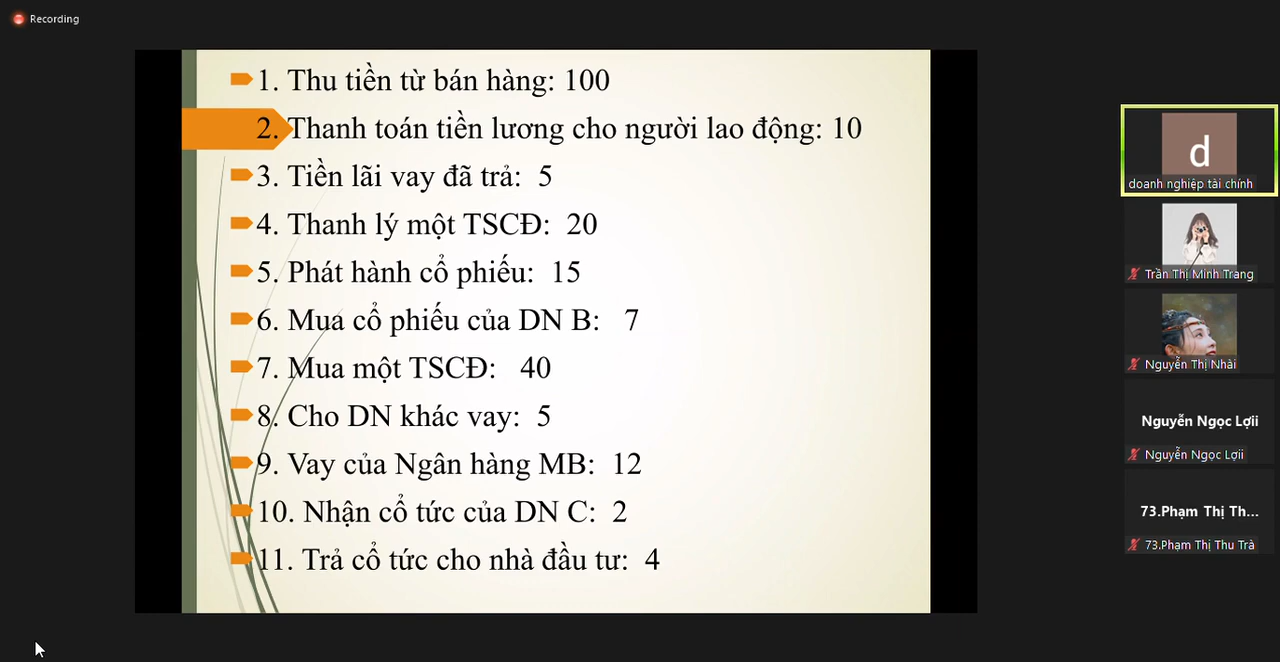 Recording
1. Thu tiền từ bán hàng: 100
2. Thanh toán tiền lương cho người lao động: 10
3. Tiền lãi vay đã trả: 5
4. Thanh lý một TSCĐ: 20
5. Phát hành cổ phiếu: 15
6. Mua cổ phiếu của DN B: 7
7. Mua một TSCĐ: 40
8. Cho DN khác vay: 5
9. Vay của Ngân hàng MB: 12
10. Nhận cổ tức của DN C: 2
11. Trả cổ tức cho nhà đầu tư: 4
d
doanh nghiệp tài chính
Trần Thị Minh Trang
Nguyễn Thị Nhài
Nguyễn Ngọc Lợii
Nguyễn Ngọc Lợii
73.Phạm Thị Th...
73.Phạm Thị Thu Trà